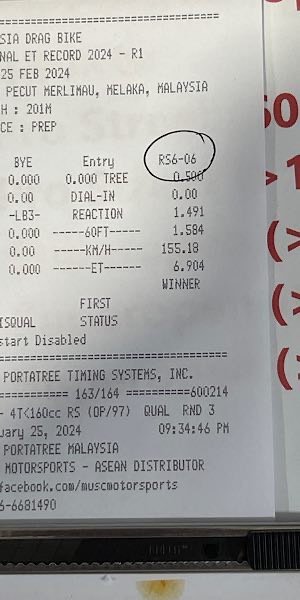 SIA DRAG BIKE
NAL ET RECORD 2024 - R1
25 FEB 2024
PECUT MERLIMAU, MELAKA, MALAYSIA
H : 201M
CE : PREP
BYE Entry RS6-06
0.000 0.000 TREE 0.500
0.00 DIAL-IN 0.00
-LB3- REACTION 1.491
0.000 -----60FT----- 1.584
0.00 -----KM/H----- 155.18
0.000 ------ET------ 6.904
WINNER
FIRST
ISQUAL STATUS
start Disabled
PORTATREE TIMING SYSTEMS, INC.
========== 163/164 ==========600214
- 4T<160cc RS (OP/97) QUAL RND 3
uary 25, 2024 09:34:46 PM
PORTATREE MALAYSIA
MOTORSPORTS - ASEAN DISTRIBUTOR
facebook.com/muscmotorsports
6-6681490